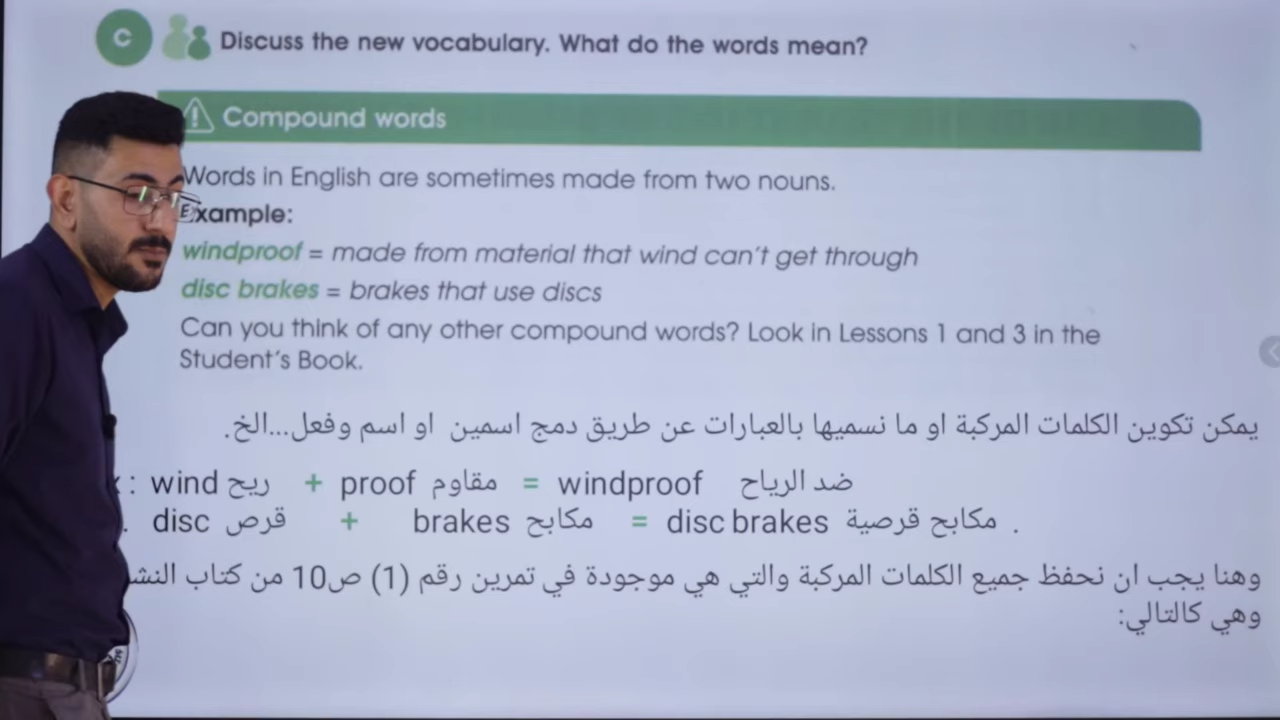 C Discuss the new vocabulary. What do the words mean?
Compound words
Words in English are sometimes made from two nouns.
Example:
windproof = made from material that wind can't get through
disc brakes = brakes that use discs
Can you think of any other compound words? Look in Lessons 1 and 3 in the
Student's Book.
يمكن تكوين الكلمات المركبة او ما نسميها بالعبارات عن طريق دمج اسمين او اسم وفعل...الخ.
: wind ريح + proof مقاوم = windproof ضد الرياح
. disc قرص + brakes مكابح = disc brakes مكابح قرصية .
وهنا يجب ان نحفظ جميع الكلمات المركبة والتي هي موجودة في تمرين رقم (1) ص10 من كتاب
وهي كالتالي: